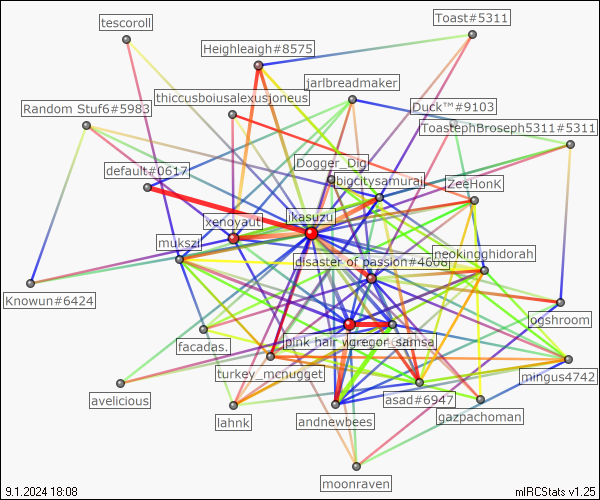 tescoroll
Toast#5311
Heighleaigh#8575
jarlbreadmaker
thiccusboiusalexusjoneus
Random Stuf6#5983
Duck™#9103
ToastephBroseph5311#5311
Dogger_Dig
default#0617
bigcitysamurai
ZeeHonK
xenoyaut
ikasuzu
mukszi
neokingghidorah
disaster of passion#4608
Knowun#6424
ogshroom
facadas.
pink hair v
gregor_samsa
turkey_mcnugget
mingus4742
avelicious
asad#6947
lahnk
andnewbees
gazpachoman
moonraven
9.1.2024 18:08
mIRCStats v1.25